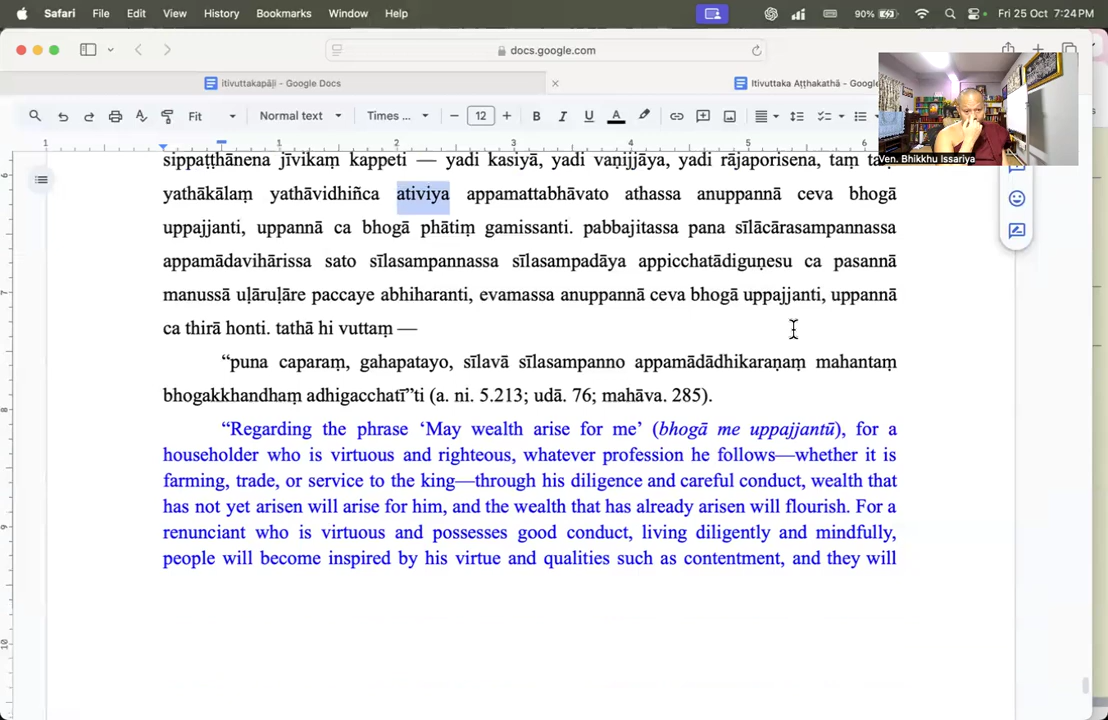 Safari File Edit View History Bookmarks Window Help 90% Fri 25 Oct 7:24 PM
docs.google.com
itivuttakapāḷi - Google Docs Itivuttaka Aṭṭhakathā - Google
Fit Normal text Times ... 12 B I U A
1 1 2 3 4 5 6
Ven. Bhikkhu Issariya
sippaṭṭhānena jīvikaṃ kappeti — yadi kasiyā, yadi vaṇijjāya, yadi rājaporisena, taṃ
yathākālaṃ yathāvidhiñca ativiya appamattabhāvato athassa anuppannā ceva bhogā
uppajjanti, uppannā ca bhogā phātiṃ gamissanti. pabbajitassa pana sīlācārasampannassa
appamādavihārissa sato sīlasampannassa sīlasampadāya appicchatādiguṇesu ca pasannā
manussā uḷāruḷāre paccaye abhiharanti, evamassa anuppannā ceva bhogā uppajjanti, uppannā
ca thirā honti. tathā hi vuttaṃ —
“puna caparaṃ, gahapatayo, sīlavā sīlasampanno appamādādhikaraṇaṃ mahantaṃ
bhogakkhandhaṃ adhigacchatī”ti (a. ni. 5.213; udā. 76; mahāva. 285).
“Regarding the phrase ‘May wealth arise for me’ (bhogā me uppajjantū), for a
householder who is virtuous and righteous, whatever profession he follows—whether it is
farming, trade, or service to the king—through his diligence and careful conduct, wealth that
has not yet arisen will arise for him, and the wealth that has already arisen will flourish. For a
renunciant who is virtuous and possesses good conduct, living diligently and mindfully,
people will become inspired by his virtue and qualities such as contentment, and they will